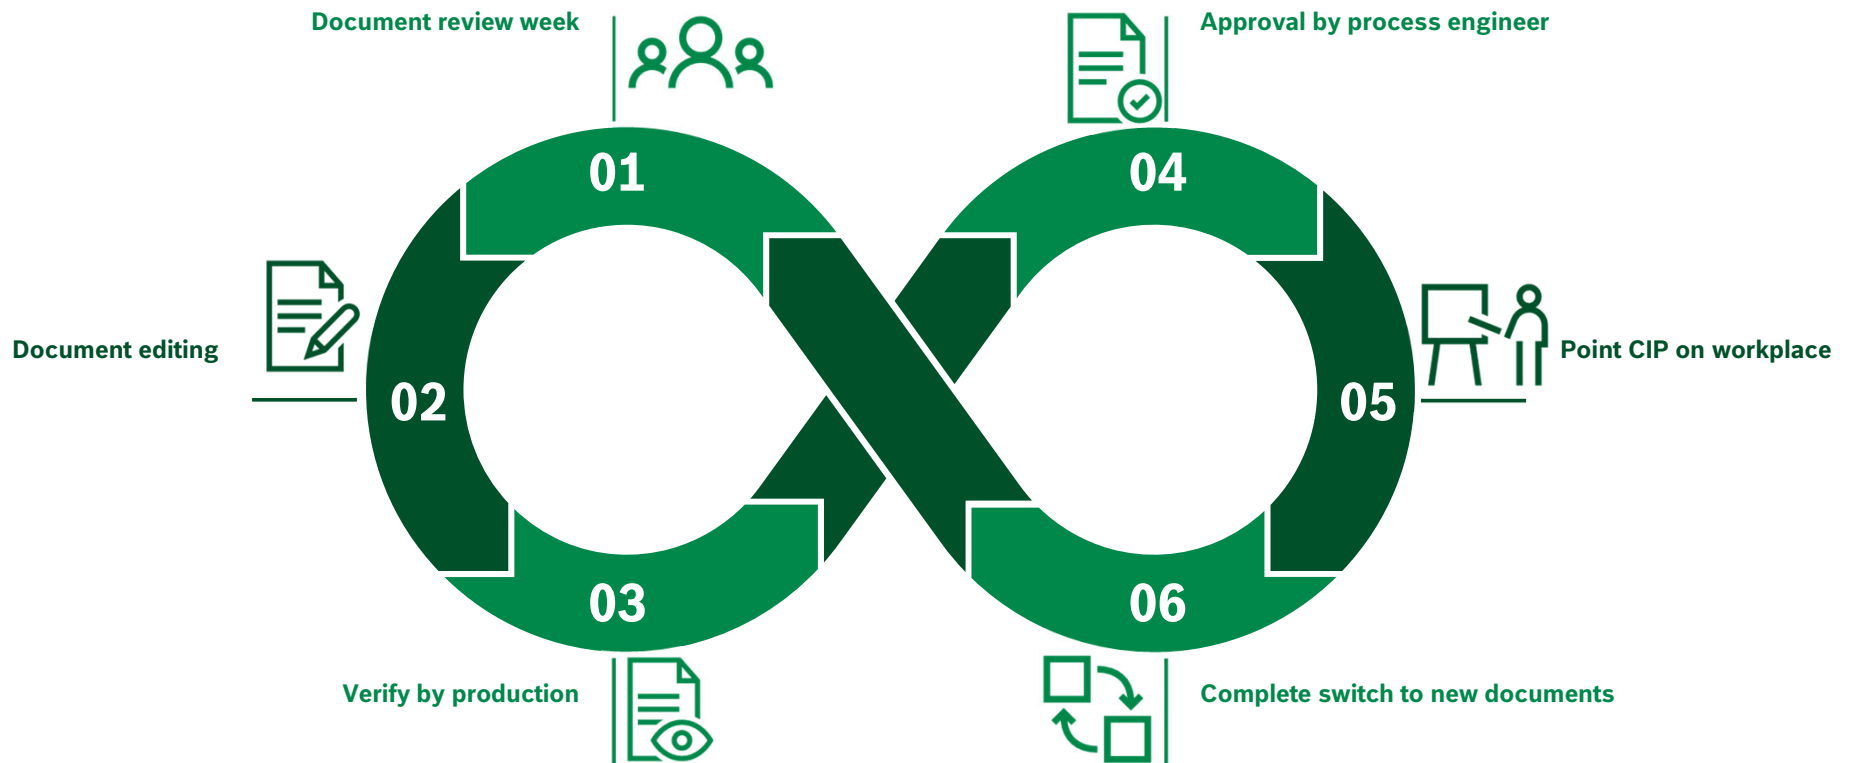 Document review week
01
Document editing
02
Verify by production
03
Approval by process engineer
04
Point CIP on workplace
05
Complete switch to new documents
06